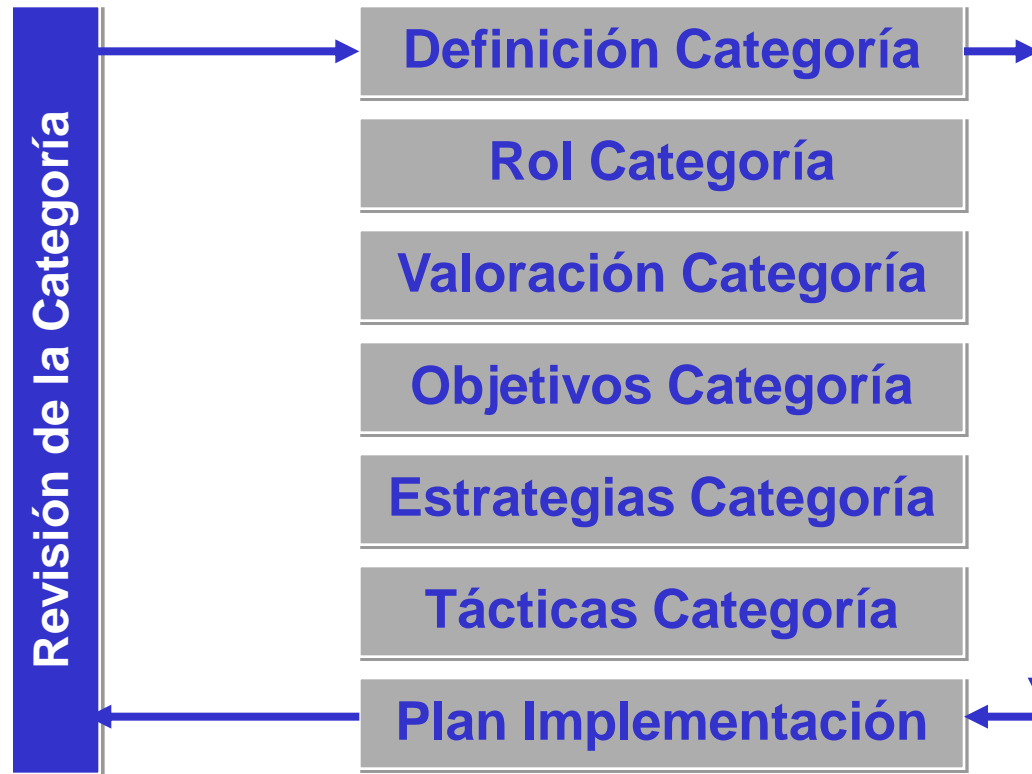 Revisión de la Categoría
Definición Categoría
Rol Categoría
Valoración Categoría
Objetivos Categoría
Estrategias Categoría
Tácticas Categoría
Plan Implementación